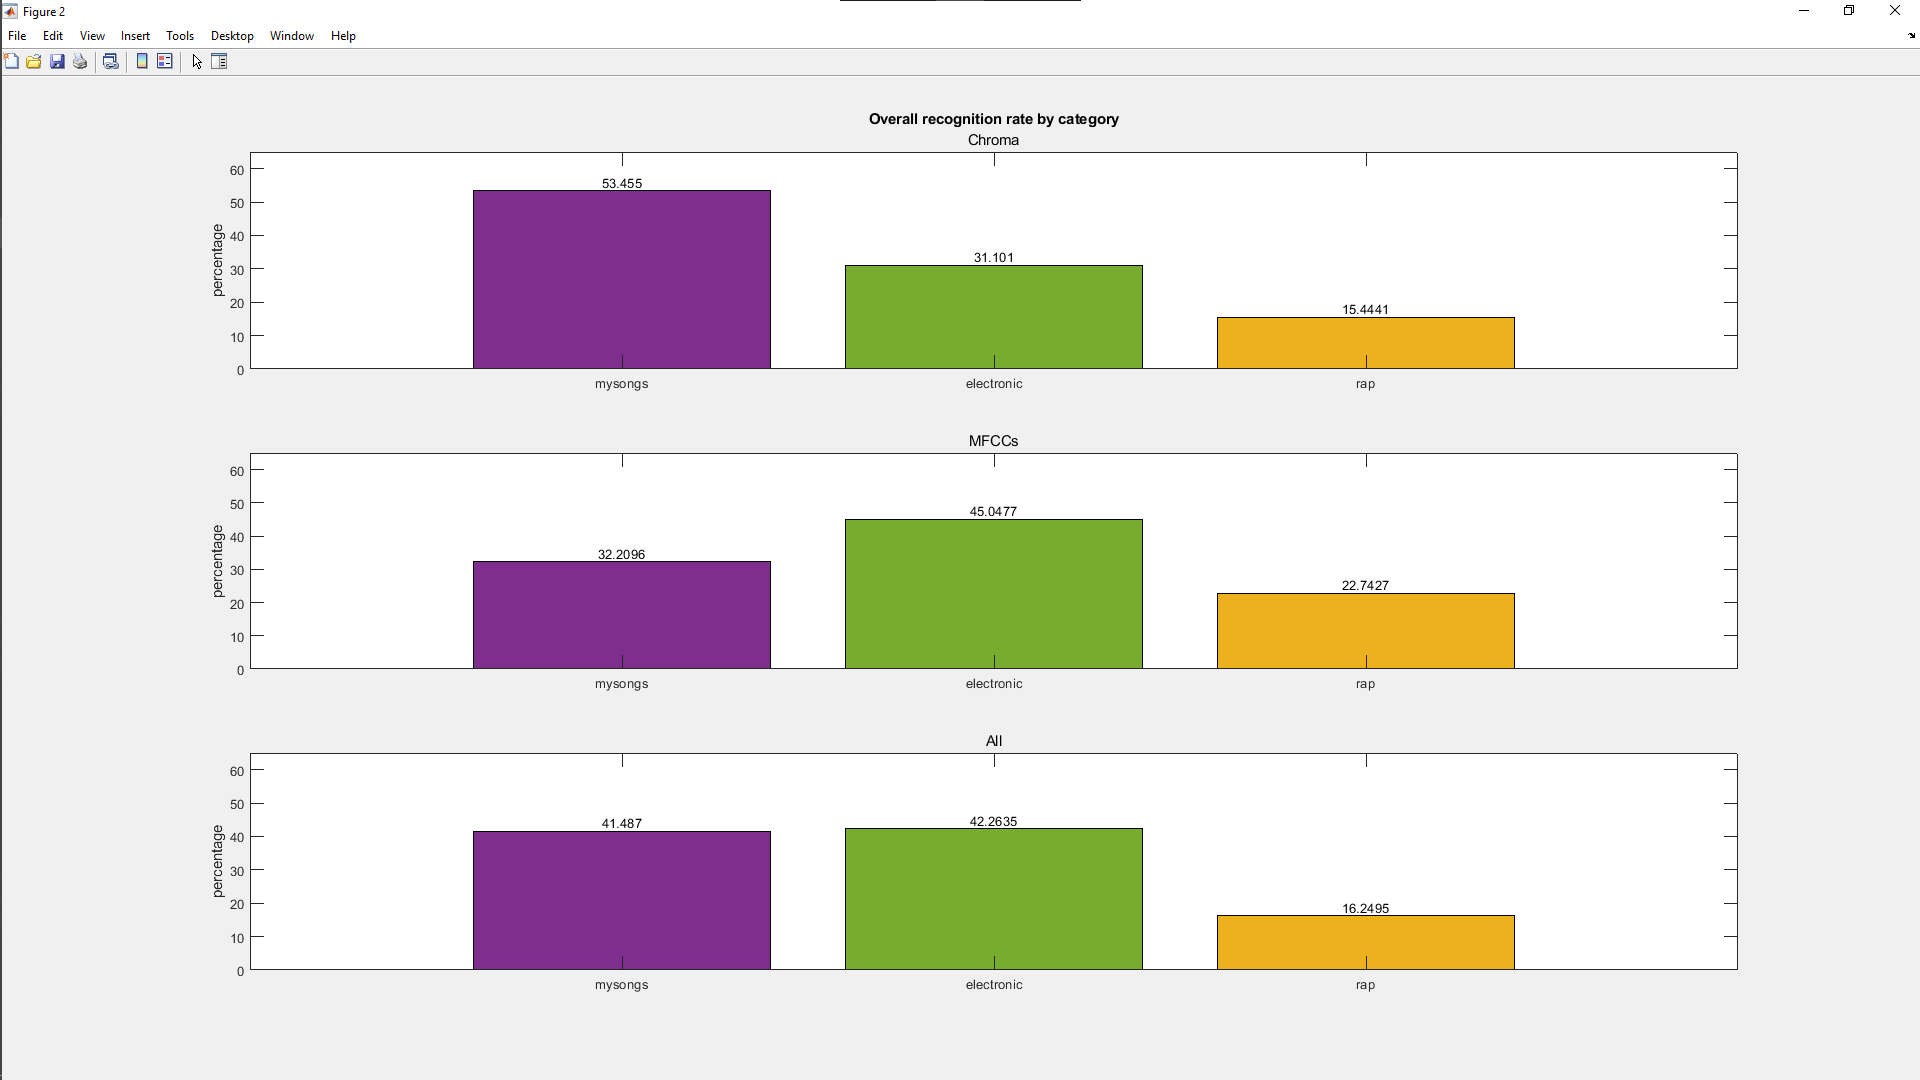 Figure 2
File Edit View Insert Tools Desktop Window Help
Overall recognition rate by category
Chroma
percentage
60
50
40
30
20
10
0
53.455
31.101
15.4441
mysongs electronic rap
MFCCs
percentage
60
50
40
30
20
10
0
32.2096
45.0477
22.7427
mysongs electronic rap
All
percentage
60
50
40
30
20
10
0
41.487
42.2635
16.2495
mysongs electronic rap